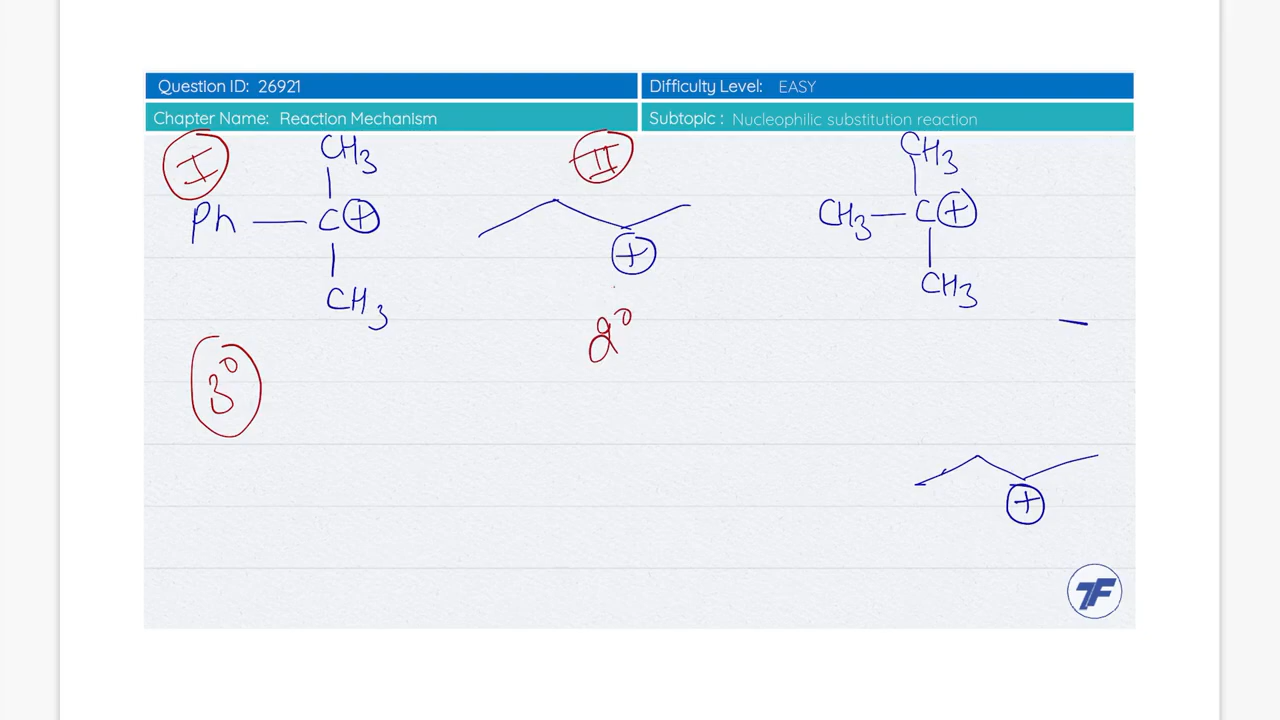 Question ID: 26921
Difficulty Level: EASY
Chapter Name: Reaction Mechanism
Subtopic : Nucleophilic substitution reaction
I
CH3
Ph — C ⊕
CH3
II
+
CH3
CH3 — C ⊕
CH3
3°
2°
+
TF